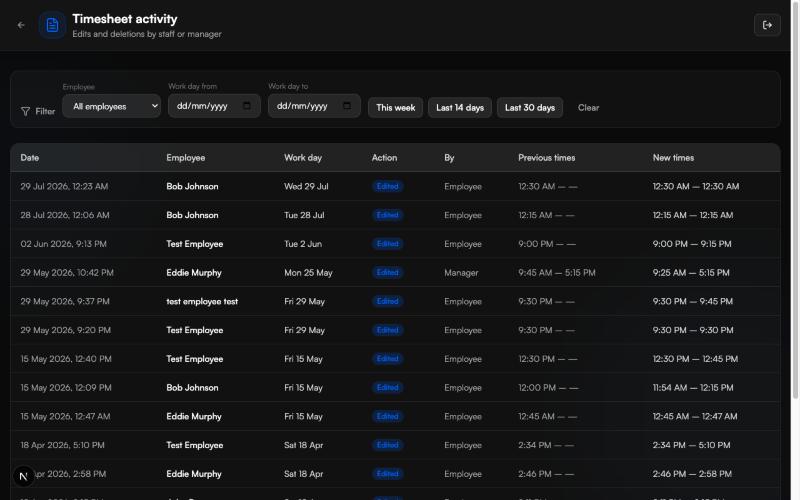 Timesheet activity
Edits and deletions by staff or manager
Employee
Work day from
Work day to
Filter
All employees
dd/mm/yyyy
dd/mm/yyyy
This week
Last 14 days
Last 30 days
Clear
Date Employee Work day Action By Previous times New times
29 Jul 2026, 12:23 AM Bob Johnson Wed 29 Jul Edited Employee 12:30 AM — — 12:30 AM — 12:30 AM
28 Jul 2026, 12:06 AM Bob Johnson Tue 28 Jul Edited Employee 12:15 AM — — 12:15 AM — 12:15 AM
02 Jun 2026, 9:13 PM Test Employee Tue 2 Jun Edited Employee 9:00 PM — — 9:00 PM — 9:15 PM
29 May 2026, 10:42 PM Eddie Murphy Mon 25 May Edited Manager 9:45 AM — 5:15 PM 9:25 AM — 5:15 PM
29 May 2026, 9:37 PM test employee test Fri 29 May Edited Employee 9:30 PM — — 9:30 PM — 9:45 PM
29 May 2026, 9:20 PM Test Employee Fri 29 May Edited Employee 9:30 PM — — 9:30 PM — 9:30 PM
15 May 2026, 12:40 PM Test Employee Fri 15 May Edited Employee 12:30 PM — — 12:30 PM — 12:45 PM
15 May 2026, 12:09 PM Bob Johnson Fri 15 May Edited Employee 12:00 PM — — 11:54 AM — 12:15 PM
15 May 2026, 12:47 AM Eddie Murphy Fri 15 May Edited Employee 12:45 AM — — 12:45 AM — 12:47 AM
18 Apr 2026, 5:10 PM Test Employee Sat 18 Apr Edited Employee 2:34 PM — — 2:34 PM — 5:10 PM
N pr 2026, 2:58 PM Eddie Murphy Sat 18 Apr Edited Employee 2:46 PM — — 2:46 PM — 2:58 PM